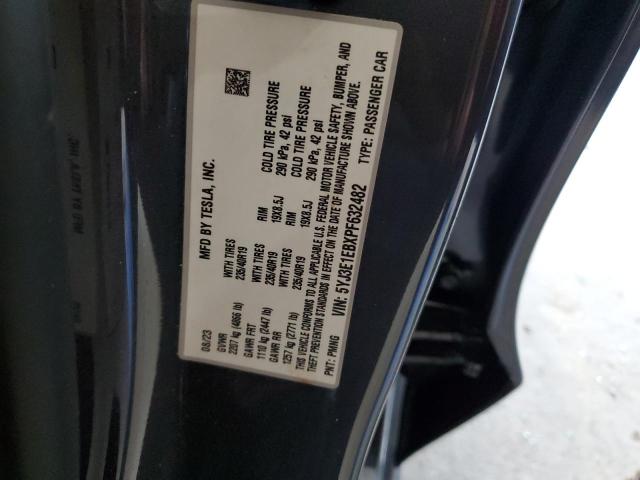 MFD BY TESLA, INC.
08/23
GVWR
2207 kg (4866 lb)
GAWR FRT
1110 kg (2447 lb)
WITH TIRES
235/40R19
RIM
19X8.5J
COLD TIRE PRESSURE
290 kPa, 42 psi
GAWR RR
1257 kg (2771 lb)
WITH TIRES
235/40R19
RIM
19X8.5J
COLD TIRE PRESSURE
290 kPa, 42 psi
THIS VEHICLE CONFORMS TO ALL APPLICABLE U.S. FEDERAL MOTOR VEHICLE SAFETY, BUMPER, AND
THEFT PREVENTION STANDARDS IN EFFECT ON THE DATE OF MANUFACTURE SHOWN ABOVE.
PNT: PMNG
VIN: 5YJ3E1EBXPF632482
TYPE: PASSENGER CAR